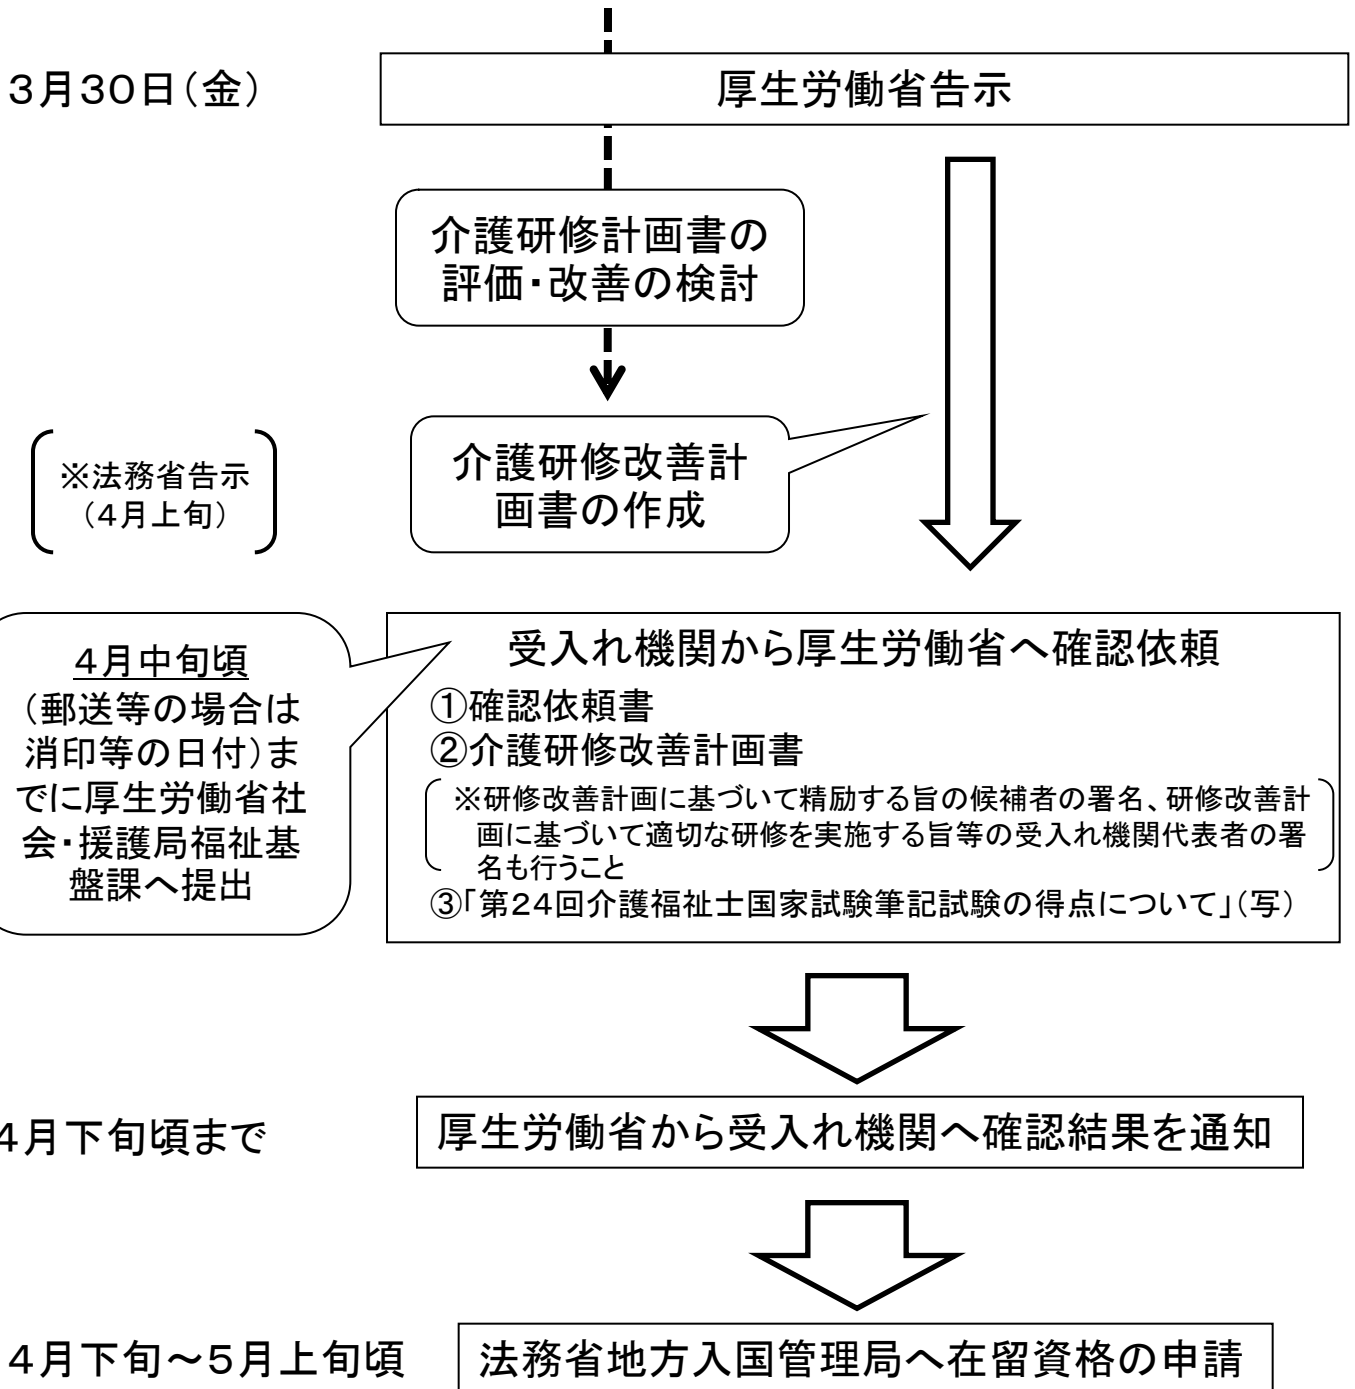 3月30日（金）
厚生労働省告示
介護研修計画書の
評価・改善の検討
※法務省告示
（4月上旬）
介護研修改善計
画書の作成
4月中旬頃
（郵送等の場合は
消印等の日付）ま
でに厚生労働省社
会・援護局福祉基
盤課へ提出
受入れ機関から厚生労働省へ確認依頼
①確認依頼書
②介護研修改善計画書
※研修改善計画に基づいて精励する旨の候補者の署名、研修改善計
画に基づいて適切な研修を実施する旨等の受入れ機関代表者の署
名も行うこと
③「第24回介護福祉士国家試験筆記試験の得点について」（写）
4月下旬頃まで
厚生労働省から受入れ機関へ確認結果を通知
4月下旬～5月上旬頃
法務省地方入国管理局へ在留資格の申請